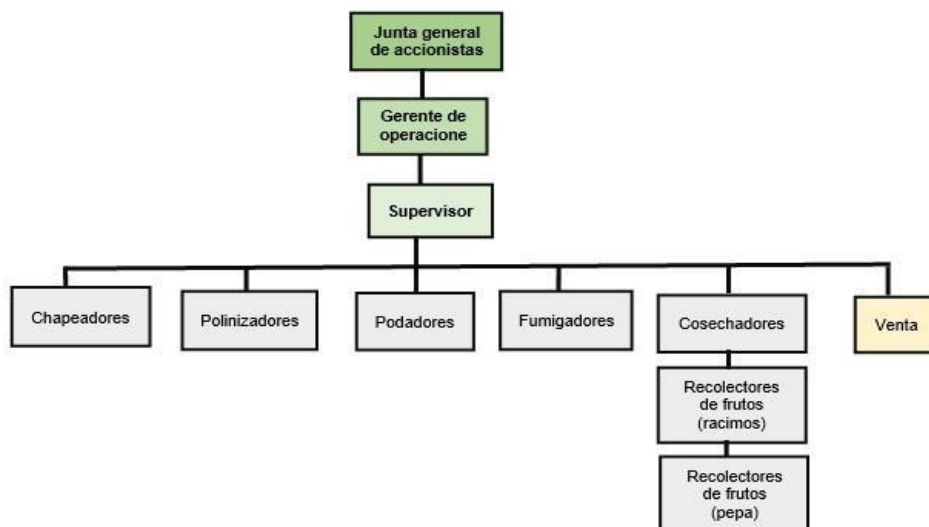 Junta general
de accionistas
Gerente de
operacione
Supervisor
Chapeadores
Polinizadores
Podadores
Fumigadores
Cosechadores
Venta
Recolectores
de frutos
(racimos)
Recolectores
de frutos
(pepa)